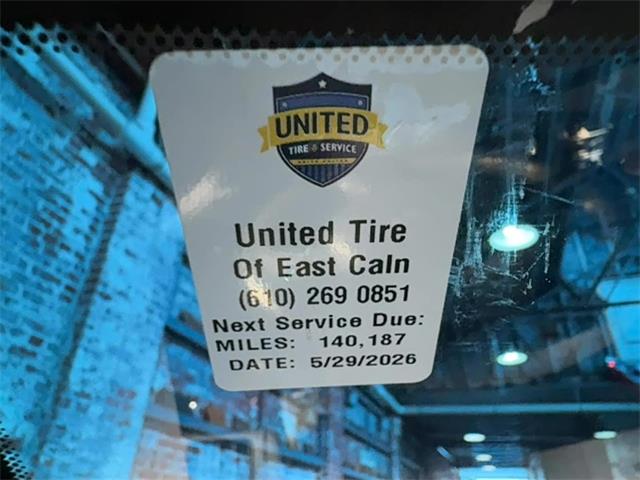 UNITED
TIRE & SERVICE
United Tire
Of East Caln
(610) 269 0851
Next Service Due:
MILES: 140,187
DATE: 5/29/2026